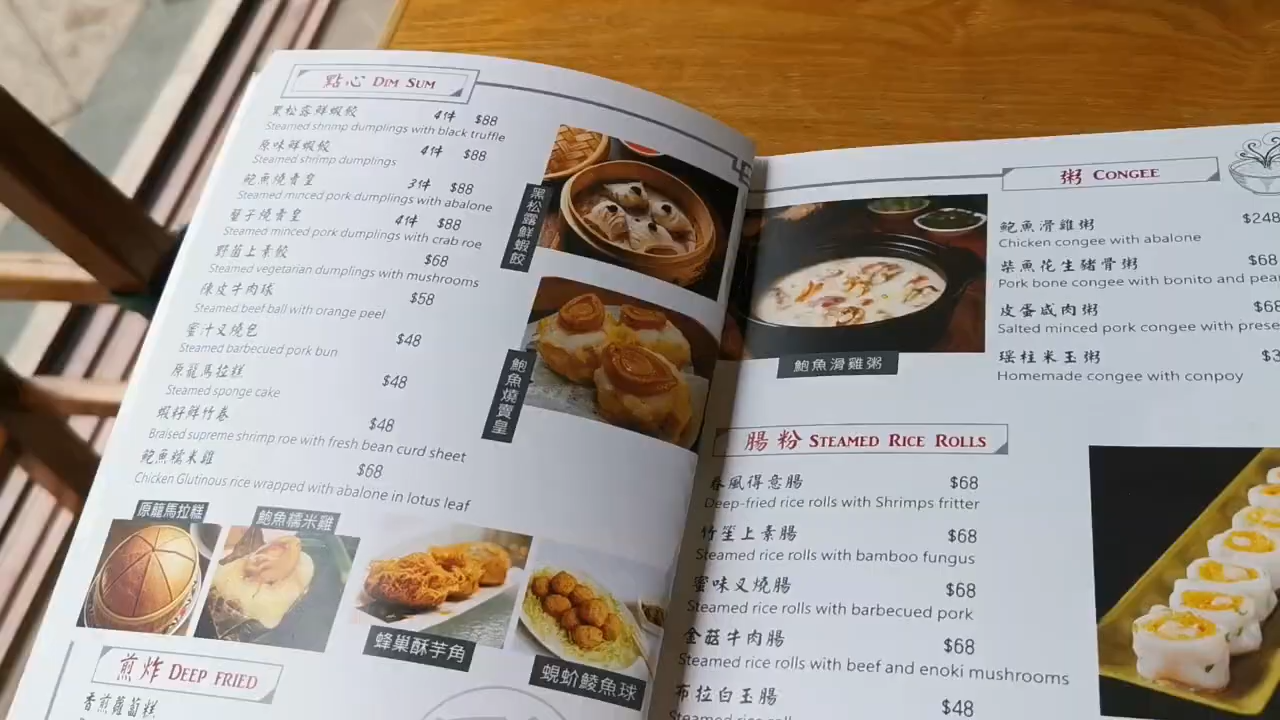 點心 DIM SUM
黑松露鮮蝦餃 4件 $88
Steamed shrimp dumplings with black truffle
原味鮮蝦餃 4件 $88
Steamed shrimp dumplings
鮑魚燒賣皇 3件 $88
Steamed minced pork dumplings with abalone
蟹子燒賣皇 4件 $88
Steamed minced pork dumplings with crab roe
野菌上素餃 $68
Steamed vegetarian dumplings with mushrooms
陳皮牛肉球 $58
Steamed beef ball with orange peel
蜜汁叉燒包 $48
Steamed barbecued pork bun
原籠馬拉糕 $48
Steamed sponge cake
蝦籽鮮竹卷 $48
Braised supreme shrimp roe with fresh bean curd sheet
鮑魚糯米雞 $68
Chicken Glutinous rice wrapped with abalone in lotus leaf
黑松露鮮蝦餃
鮑魚燒賣皇
原籠馬拉糕
鮑魚糯米雞
蜂巢酥芋角
蜆蚧鯪魚球
煎炸 DEEP FRIED
香煎蘿蔔糕
粥 CONGEE
鮑魚滑雞粥 $248
Chicken congee with abalone
柴魚花生豬骨粥 $68
Pork bone congee with bonito and
皮蛋咸肉粥
Salted minced pork congee with
瑤柱米王粥
Homemade congee with conpoy
鮑魚滑雞粥
腸粉 STEAMED RICE ROLLS
春風得意腸 $68
Deep-fried rice rolls with Shrimps fritter
竹笙上素腸 $68
Steamed rice rolls with bamboo fungus
蜜味叉燒腸 $68
Steamed rice rolls with barbecued pork
金菇牛肉腸 $68
Steamed rice rolls with beef and enoki mushrooms
布拉白玉腸 $48
Steamed rice roll